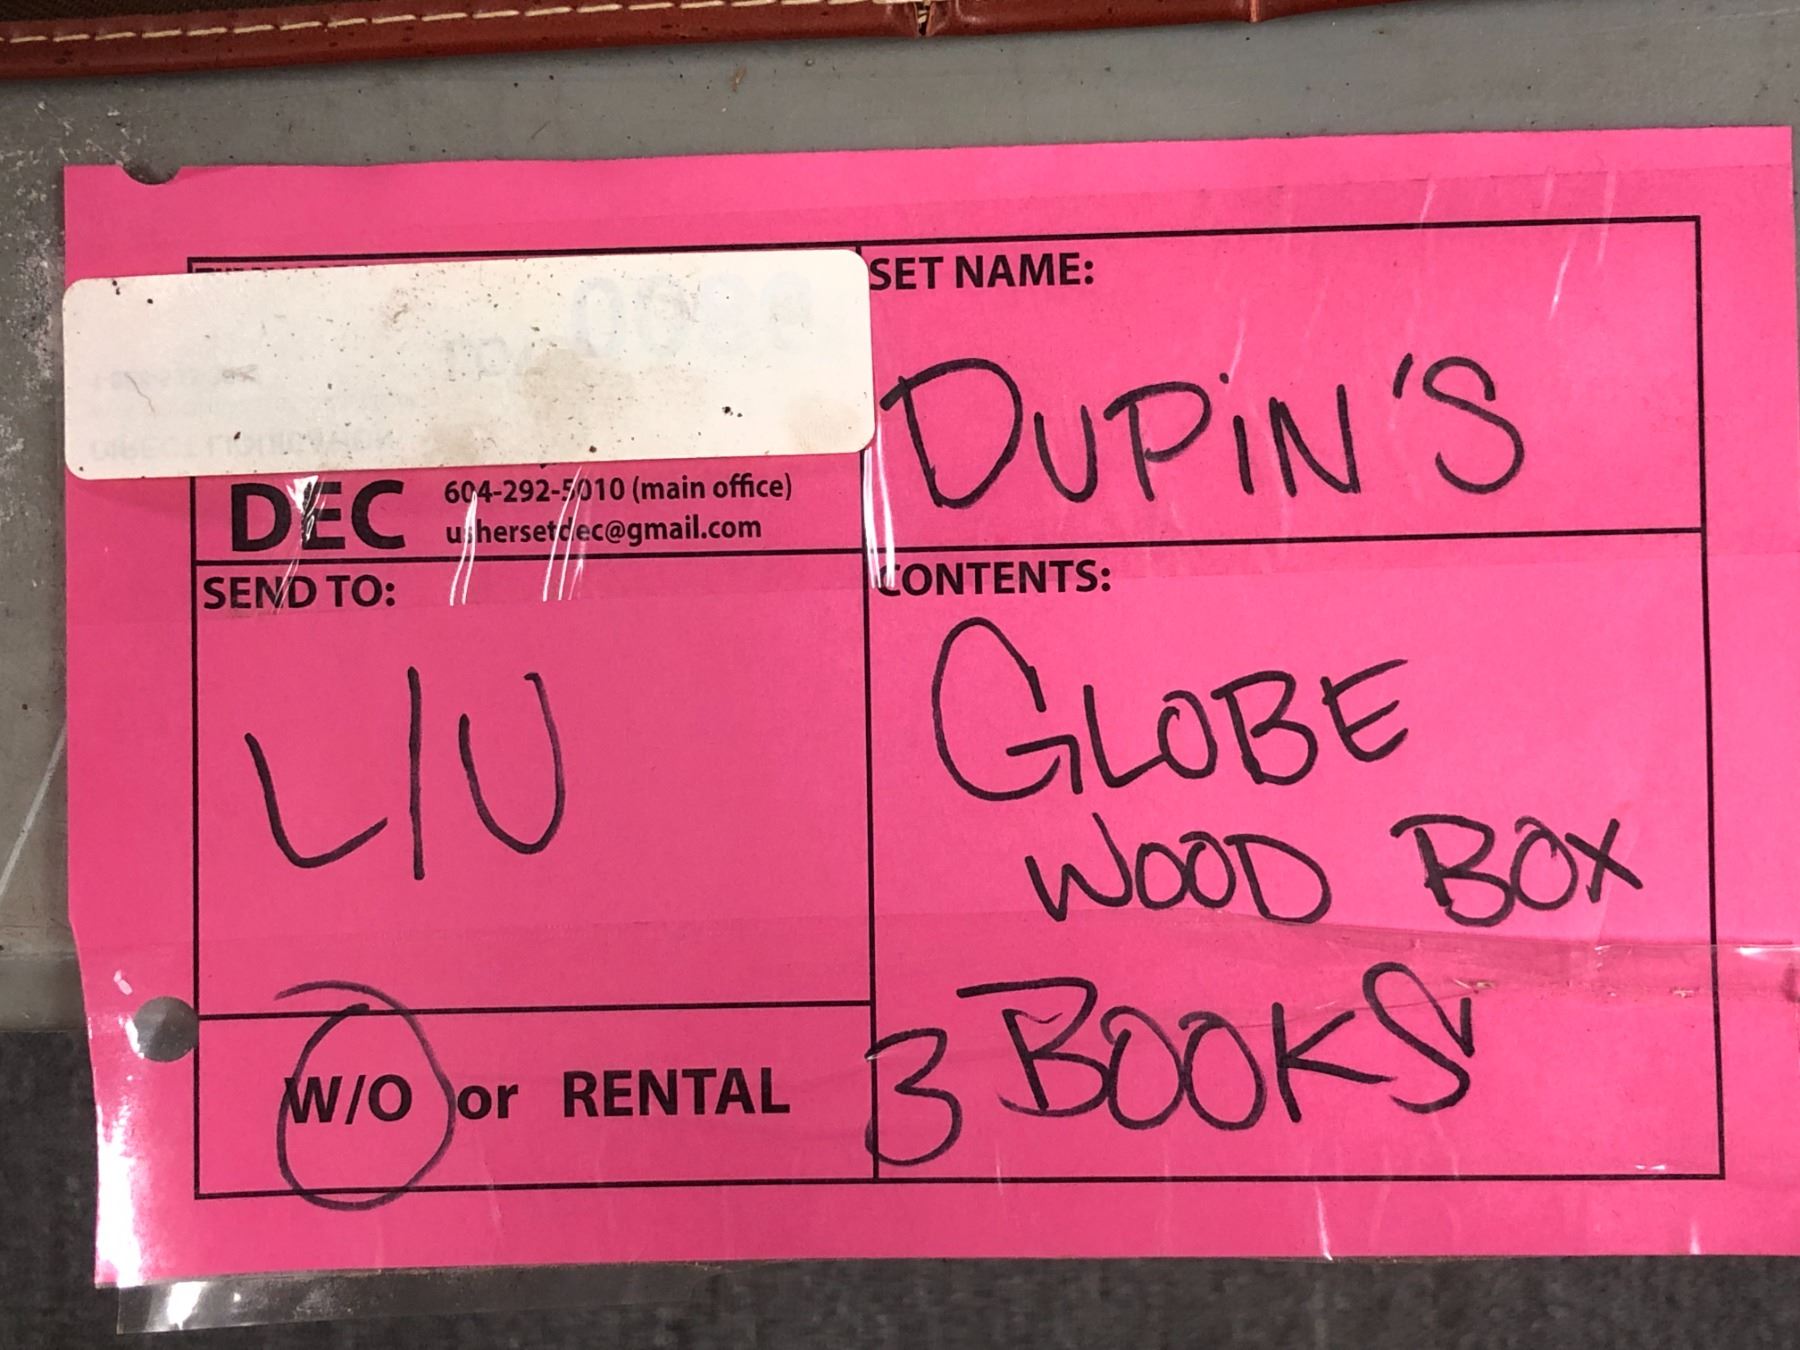 DEC
604-292-5010 (main office)
ushersetdec@gmail.com
SET NAME:
DUPiN'S
SEND TO:
L/U
CONTENTS:
GLOBE
WOOD BOX
3 BOOKS
W/O or RENTAL